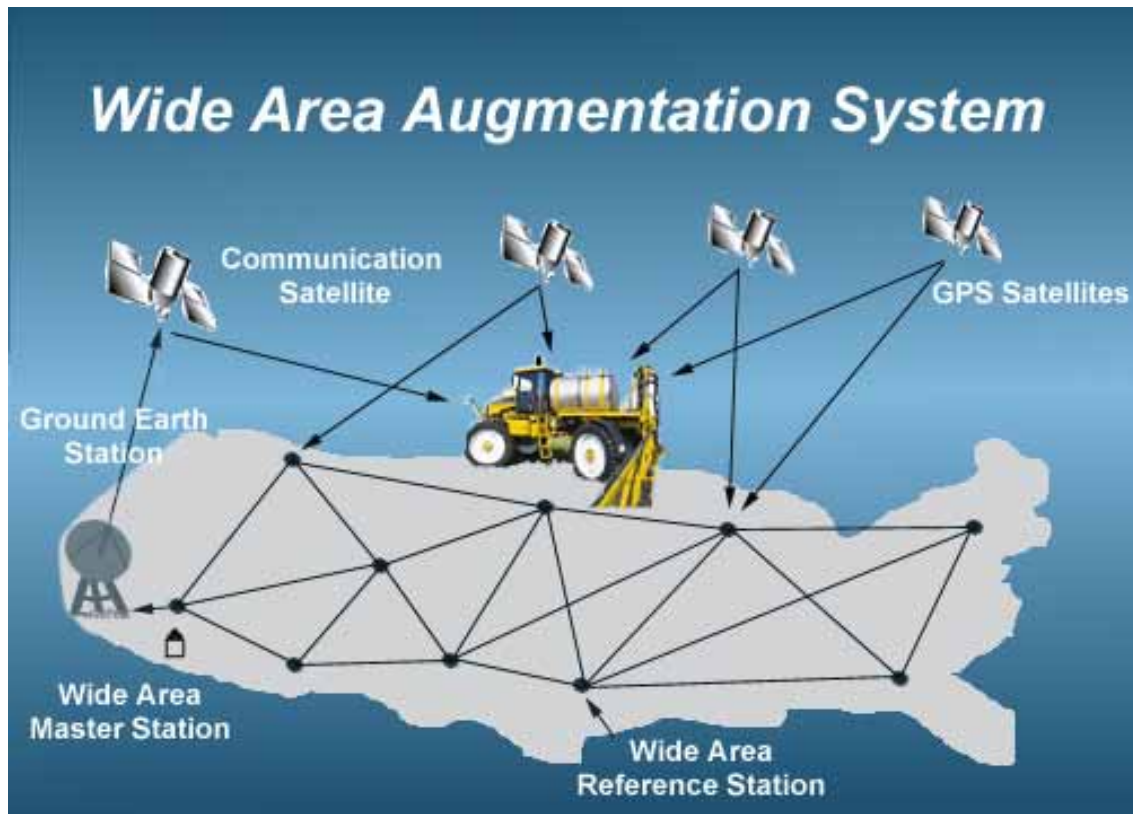 Wide Area Augmentation System
Communication
Satellite
GPS Satellites
Ground Earth
Station
Wide Area
Master Station
Wide Area
Reference Station